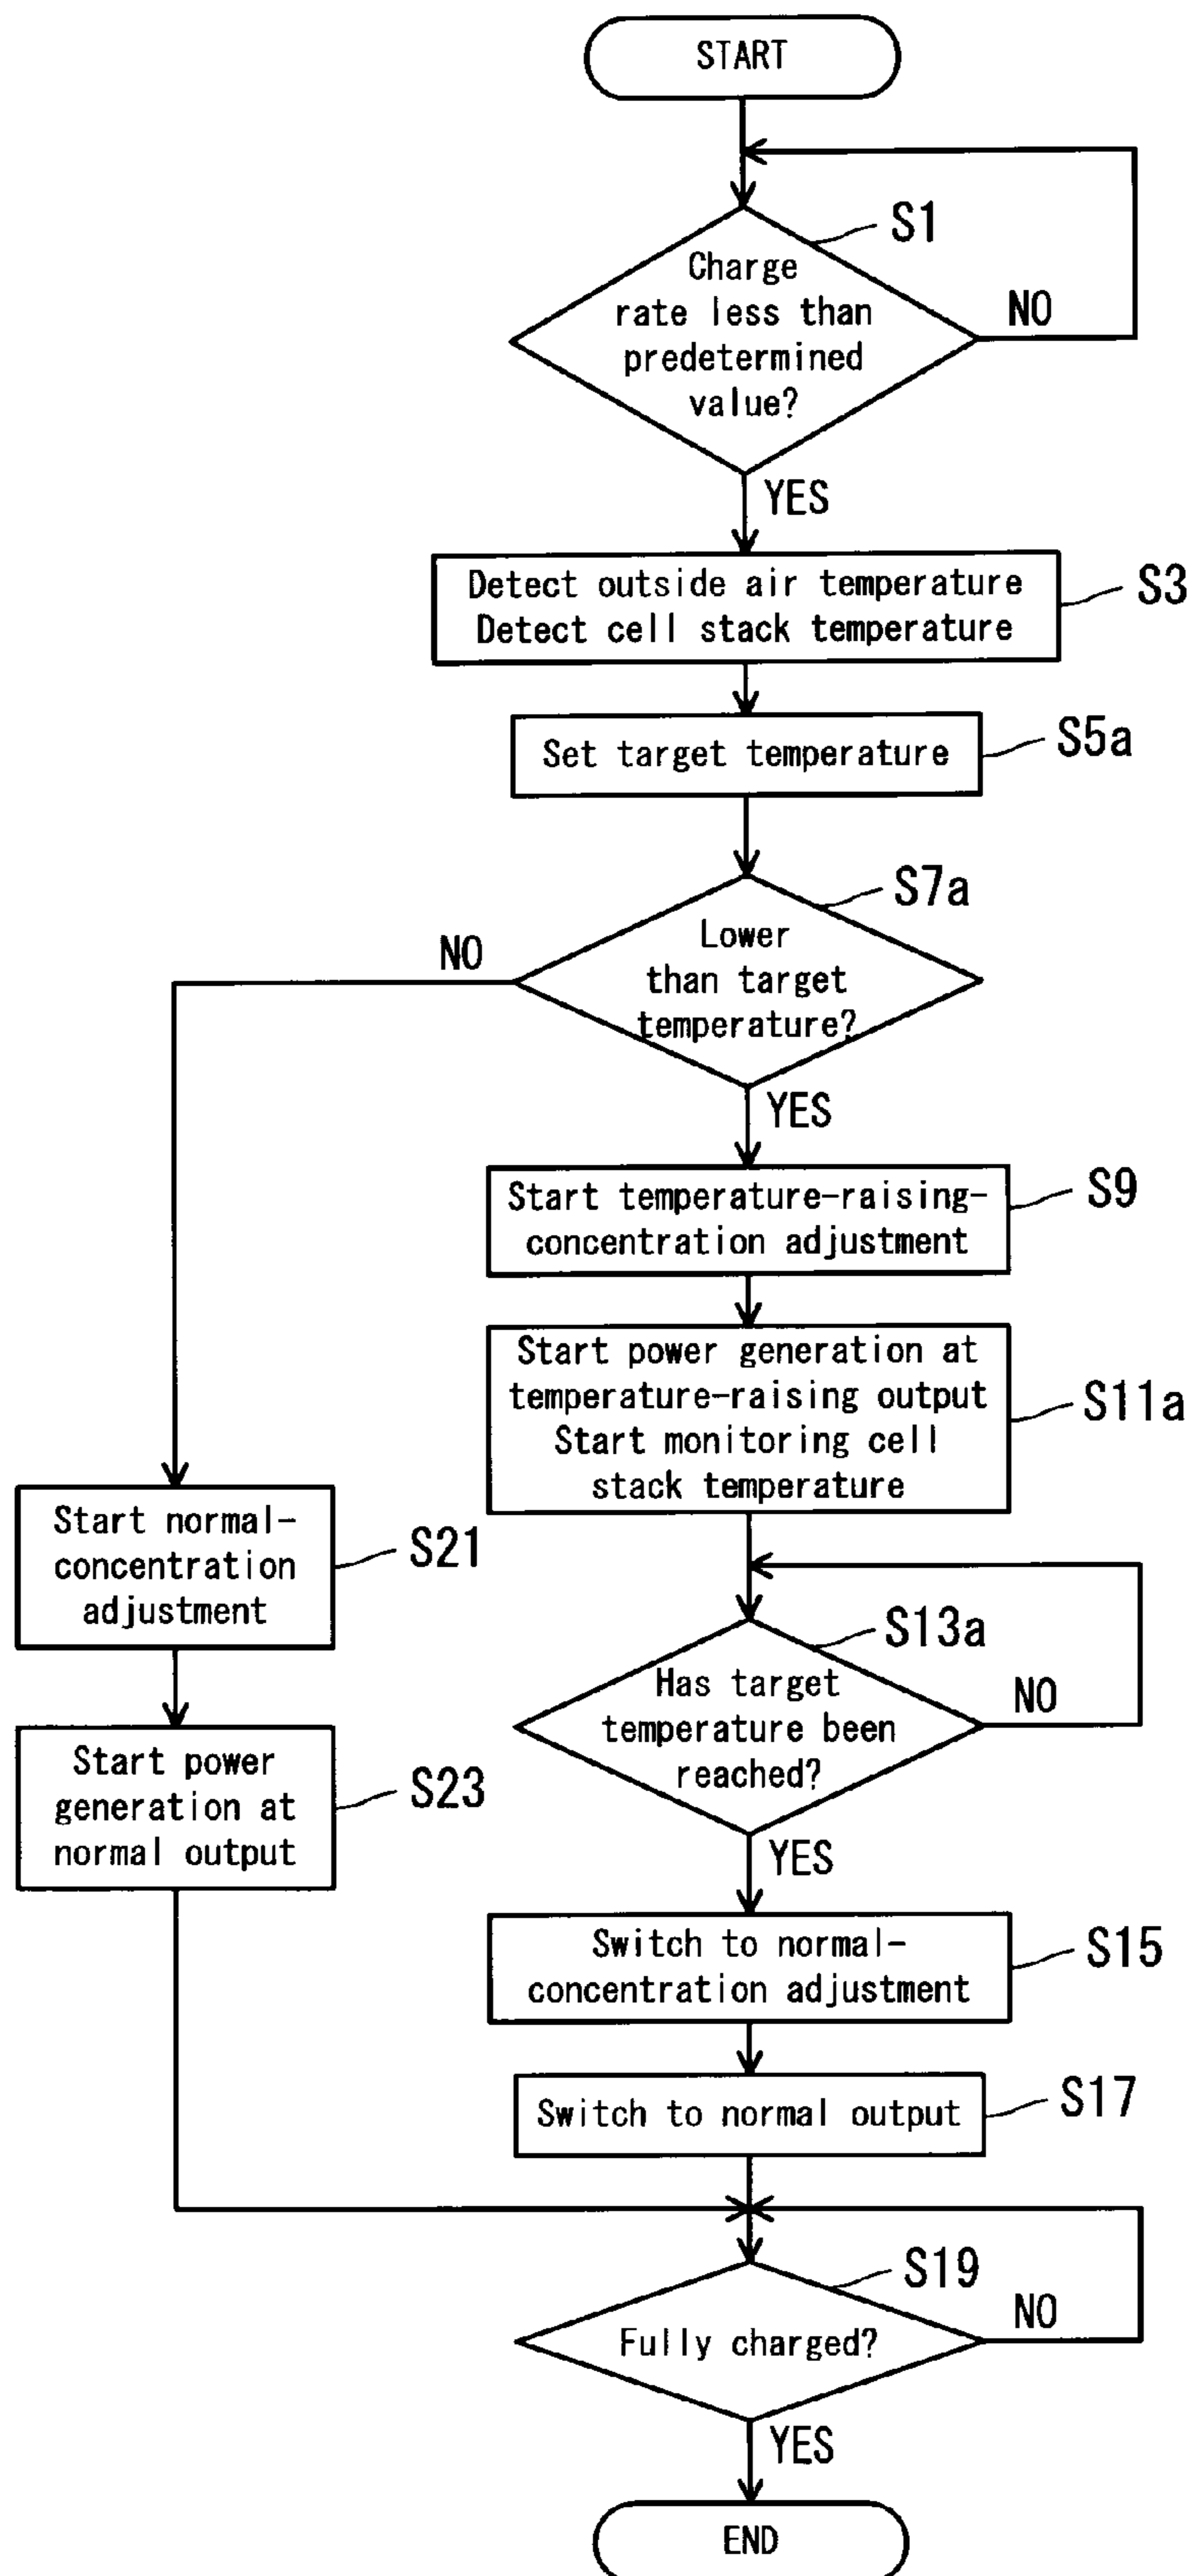 START
S1
Charge
rate less than
predetermined
value?
NO
YES
Detect outside air temperature
Detect cell stack temperature
S3
Set target temperature
S5a
S7a
Lower
than target
temperature?
NO
YES
Start temperature-raising-
concentration adjustment
S9
Start power generation at
temperature-raising output
Start monitoring cell
stack temperature
S11a
Start normal-
concentration
adjustment
S21
S13a
Has target
temperature been
reached?
NO
YES
Start power
generation at
normal output
S23
Switch to normal-
concentration adjustment
S15
Switch to normal output
S17
S19
Fully charged?
NO
YES
END